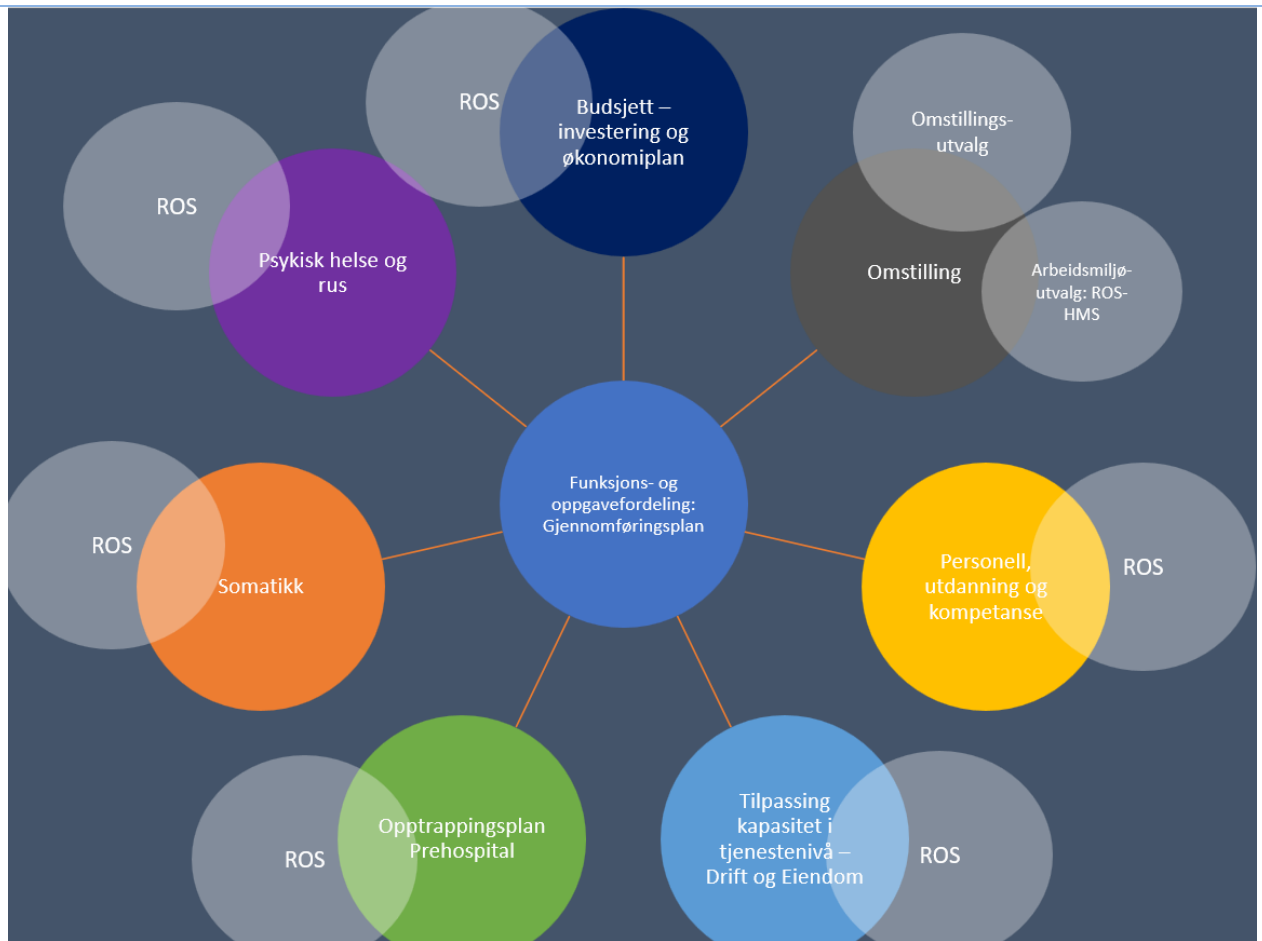 ROS
Budsjett –
investering og
økonomiplan
Omstillings-
utvalg
ROS
Psykisk helse og
rus
Omstilling
Arbeidsmiljø-
utvalg: ROS-
HMS
Funksjons- og
oppgavefordeling:
Gjennomføringsplan
ROS
Somatikk
Personell,
utdanning og
kompetanse
ROS
ROS
Opptrappingsplan
Prehospital
Tilpassing
kapasitet i
tjenestenivå –
Drift og Eiendom
ROS